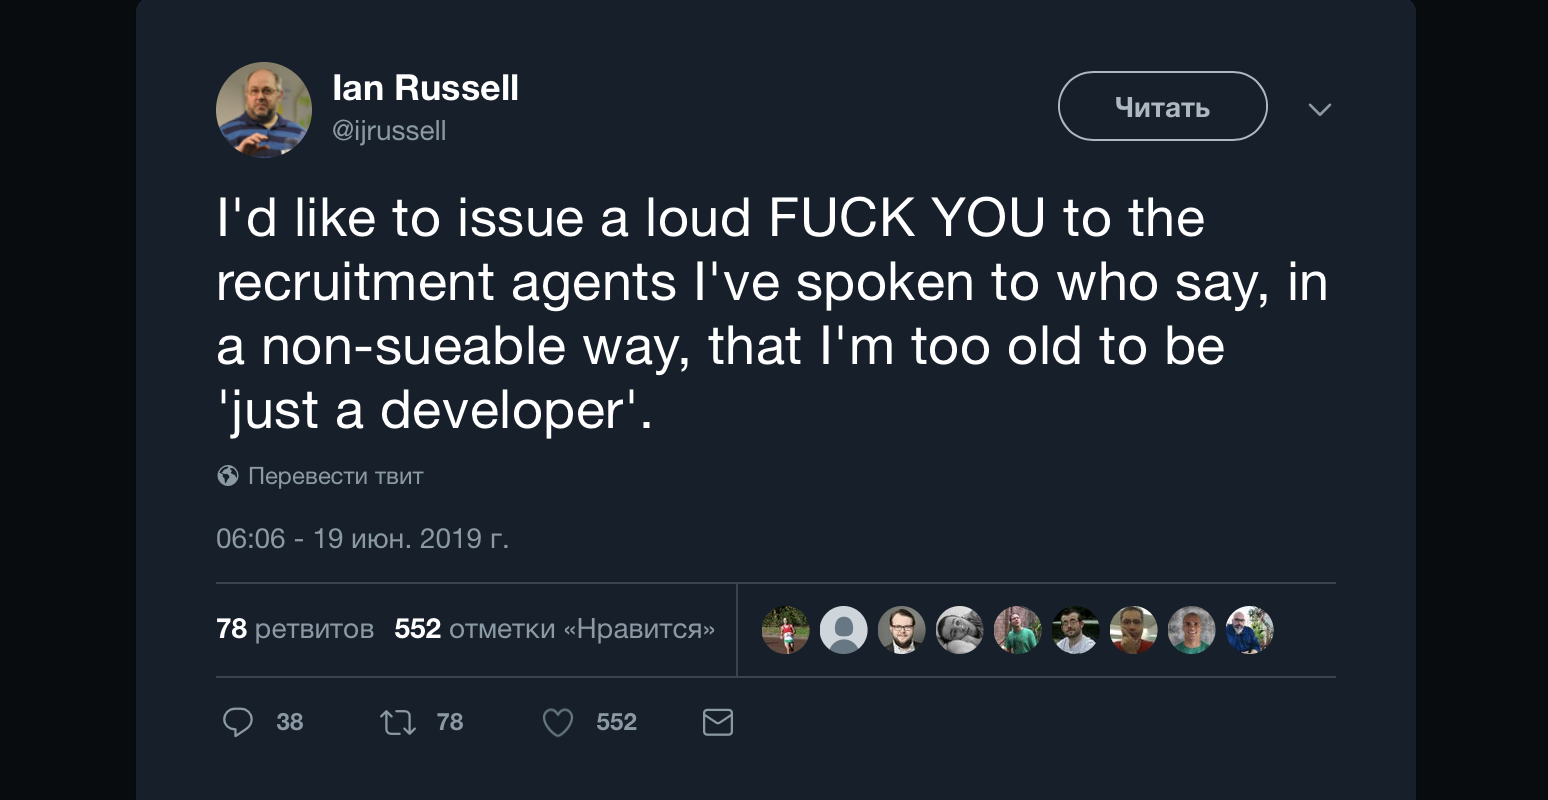 Ian Russell
@ijrussell
Читать
I'd like to issue a loud FUCK YOU to the
recruitment agents I've spoken to who say, in
a non-sueable way, that I'm too old to be
'just a developer'.
Перевести твит
06:06 - 19 июн. 2019 г.
78 ретвитов 552 отметки «Нравится»
38 78 552